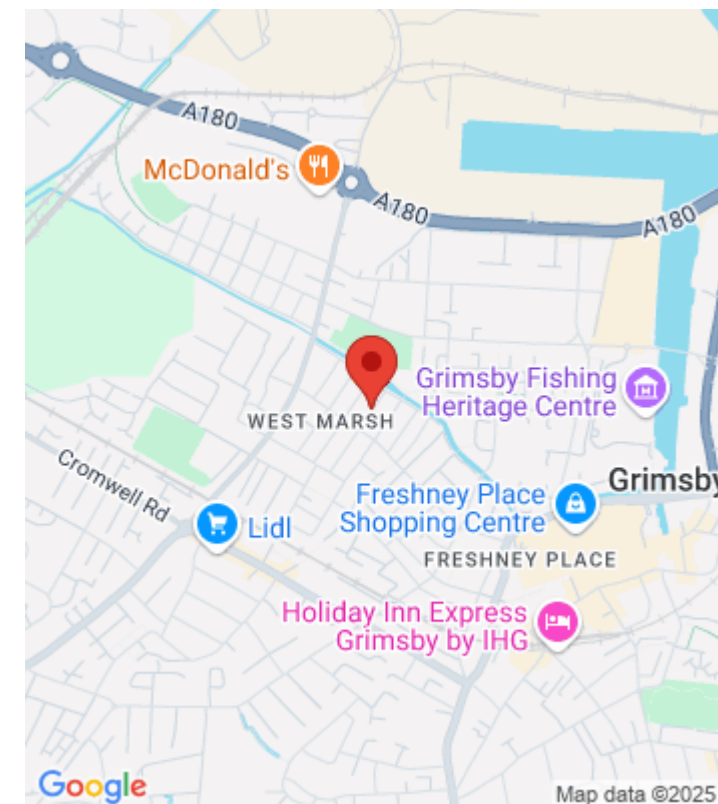 A180
McDonald's
A180
A180
Grimsby Fishing
Heritage Centre
WEST MARSH
Cromwell Rd
Grimsby
Freshney Place
Shopping Centre
Lidl
FRESHNEY PLACE
Holiday Inn Express
Grimsby by IHG
Google
Map data ©2025